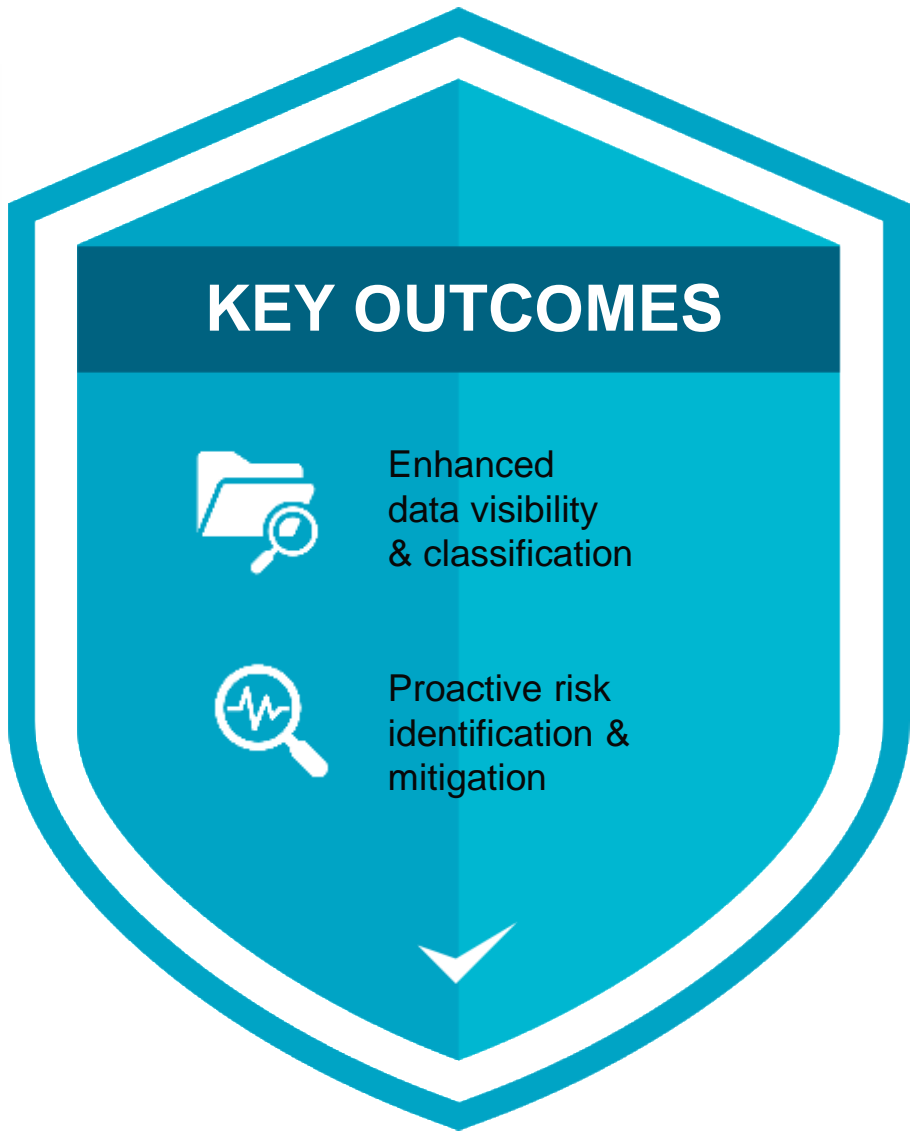 KEY OUTCOMES
Enhanced
data visibility
& classification
Proactive risk
identification &
mitigation